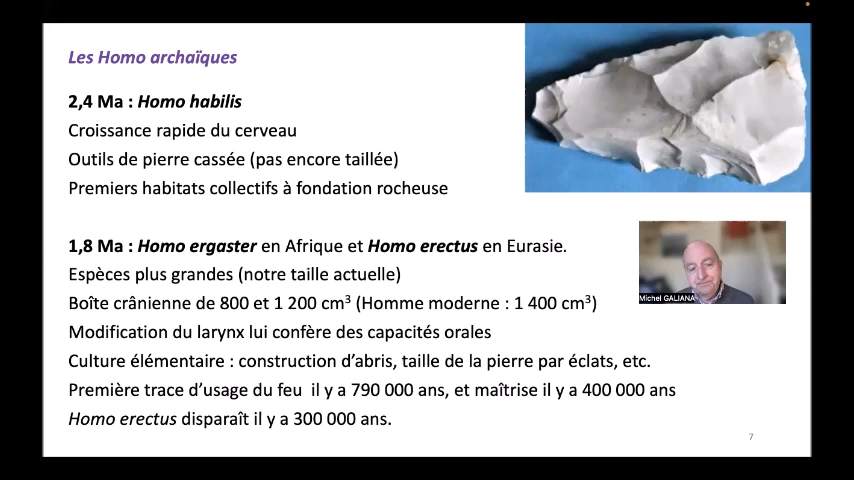 Les Homo archaïques
2,4 Ma : Homo habilis
Croissance rapide du cerveau
Outils de pierre cassée (pas encore taillée)
Premiers habitats collectifs à fondation rocheuse
1,8 Ma : Homo ergaster en Afrique et Homo erectus en Eurasie.
Espèces plus grandes (notre taille actuelle)
Boîte crânienne de 800 et 1 200 cm³ (Homme moderne : 1 400 cm³)
Michel GALIANA
Modification du larynx lui confère des capacités orales
Culture élémentaire : construction d’abris, taille de la pierre par éclats, etc.
Première trace d’usage du feu  il y a 790 000 ans, et maîtrise il y a 400 000 ans
Homo erectus disparaît il y a 300 000 ans.
7